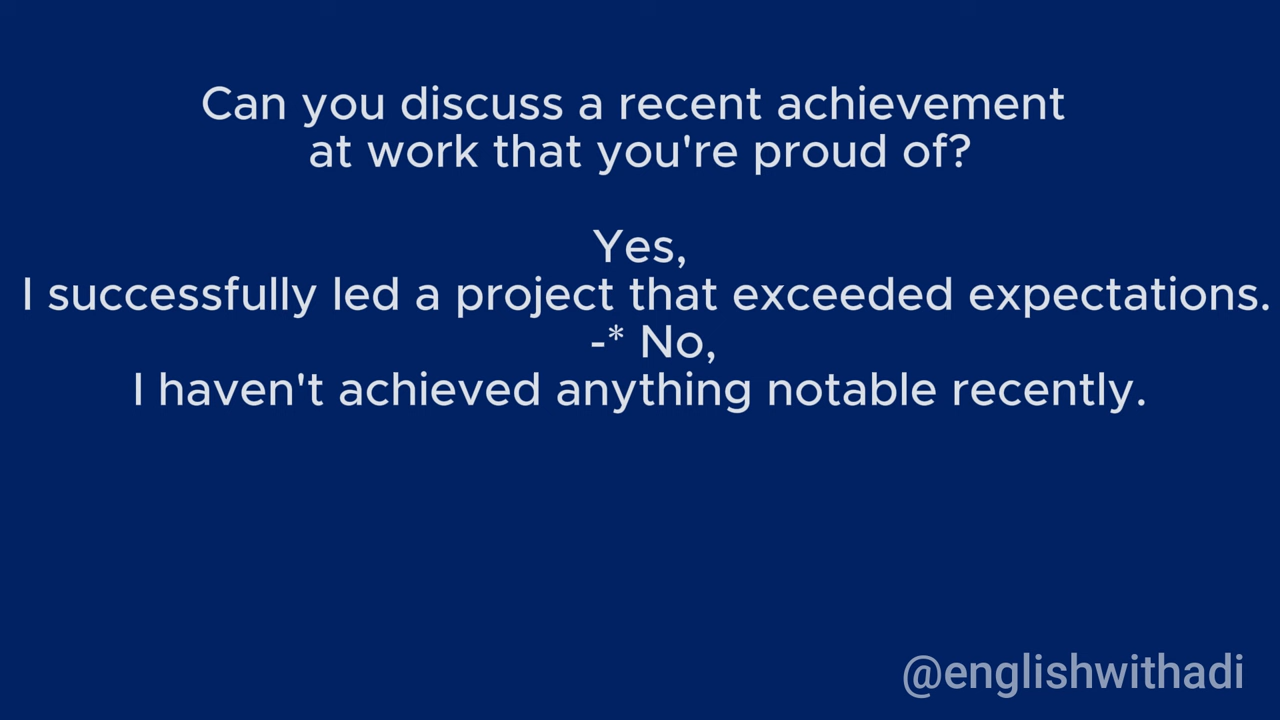 Can you discuss a recent achievement
at work that you're proud of?
Yes,
I successfully led a project that exceeded expectations.
-* No,
I haven't achieved anything notable recently.
@englishwithadi